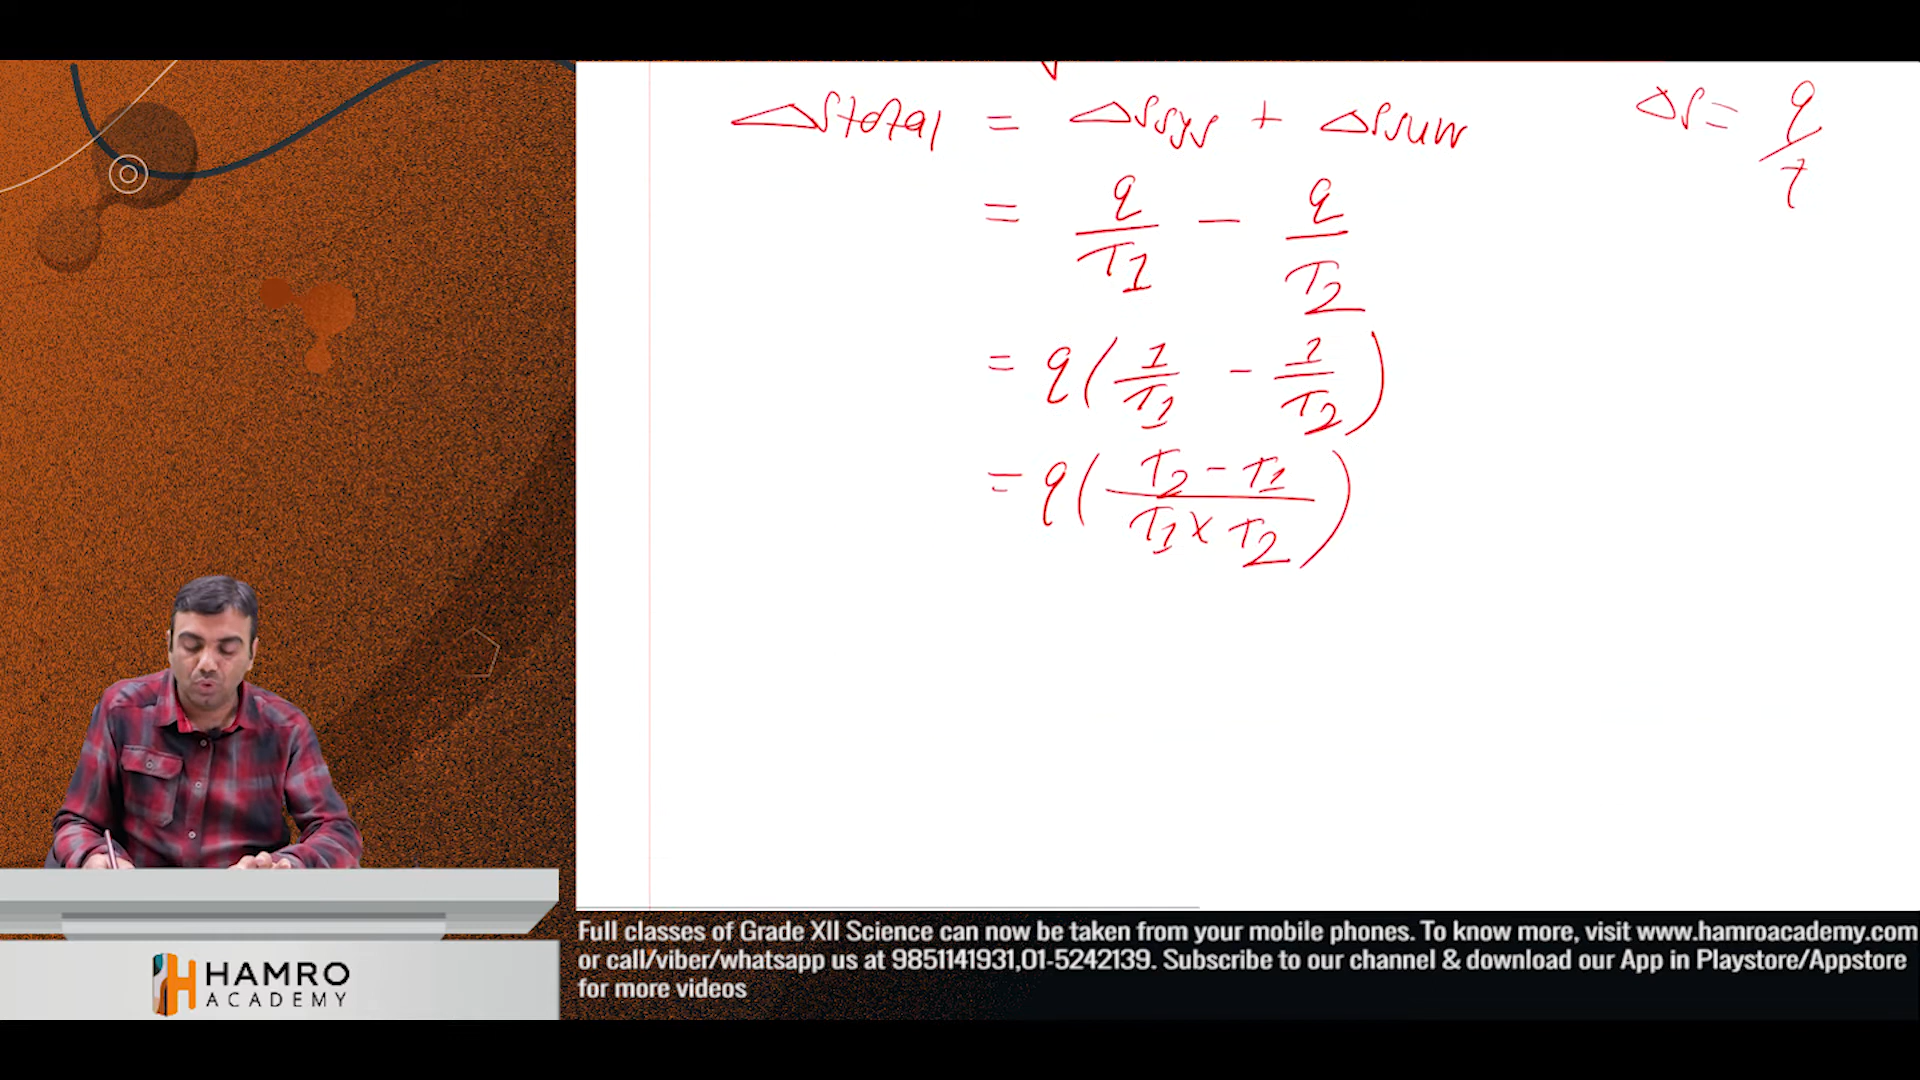 ΔStotal = ΔSsys + ΔSsurr
ΔS = q/T
= q/T1 - q/T2
= q(1/T1 - 1/T2)
= q((T2 - T1)/(T1 × T2))
Full classes of Grade XII Science can now be taken from your mobile phones. To know more, visit www.hamroacademy.com
or call/viber/whatsapp us at 9851141931,01-5242139. Subscribe to our channel & download our App in Playstore/Appstore
for more videos
HAMRO
ACADEMY